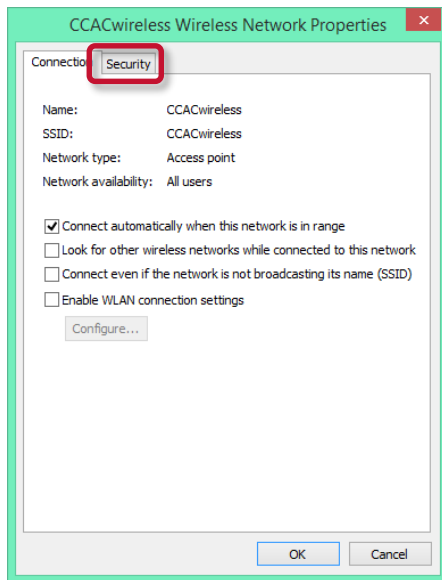 CCACwireless Wireless Network Properties
Connection Security
Name: CCACwireless
SSID: CCACwireless
Network type: Access point
Network availability: All users
Connect automatically when this network is in range
Look for other wireless networks while connected to this network
Connect even if the network is not broadcasting its name (SSID)
Enable WLAN connection settings
Configure...
OK Cancel